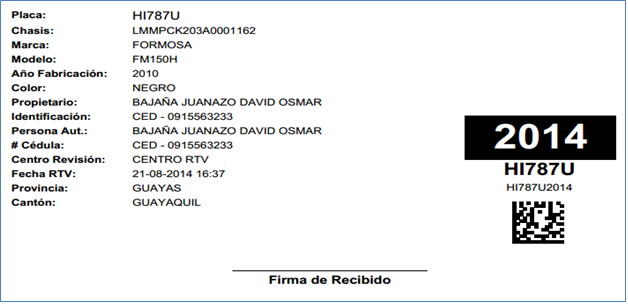 Placa: HI787U
Chasis: LMMPCK203A0001162
Marca: FORMOSA
Modelo: FM150H
Año Fabricación: 2010
Color: NEGRO
Propietario: BAJAÑA JUANAZO DAVID OSMAR
Identificación: CED - 0915563233
Persona Aut.: BAJAÑA JUANAZO DAVID OSMAR
# Cédula: CED - 0915563233
Centro Revisión: CENTRO RTV
Fecha RTV: 21-08-2014 16:37
Provincia: GUAYAS
Cantón: GUAYAQUIL
2014
HI787U
HI787U2014
Firma de Recibido